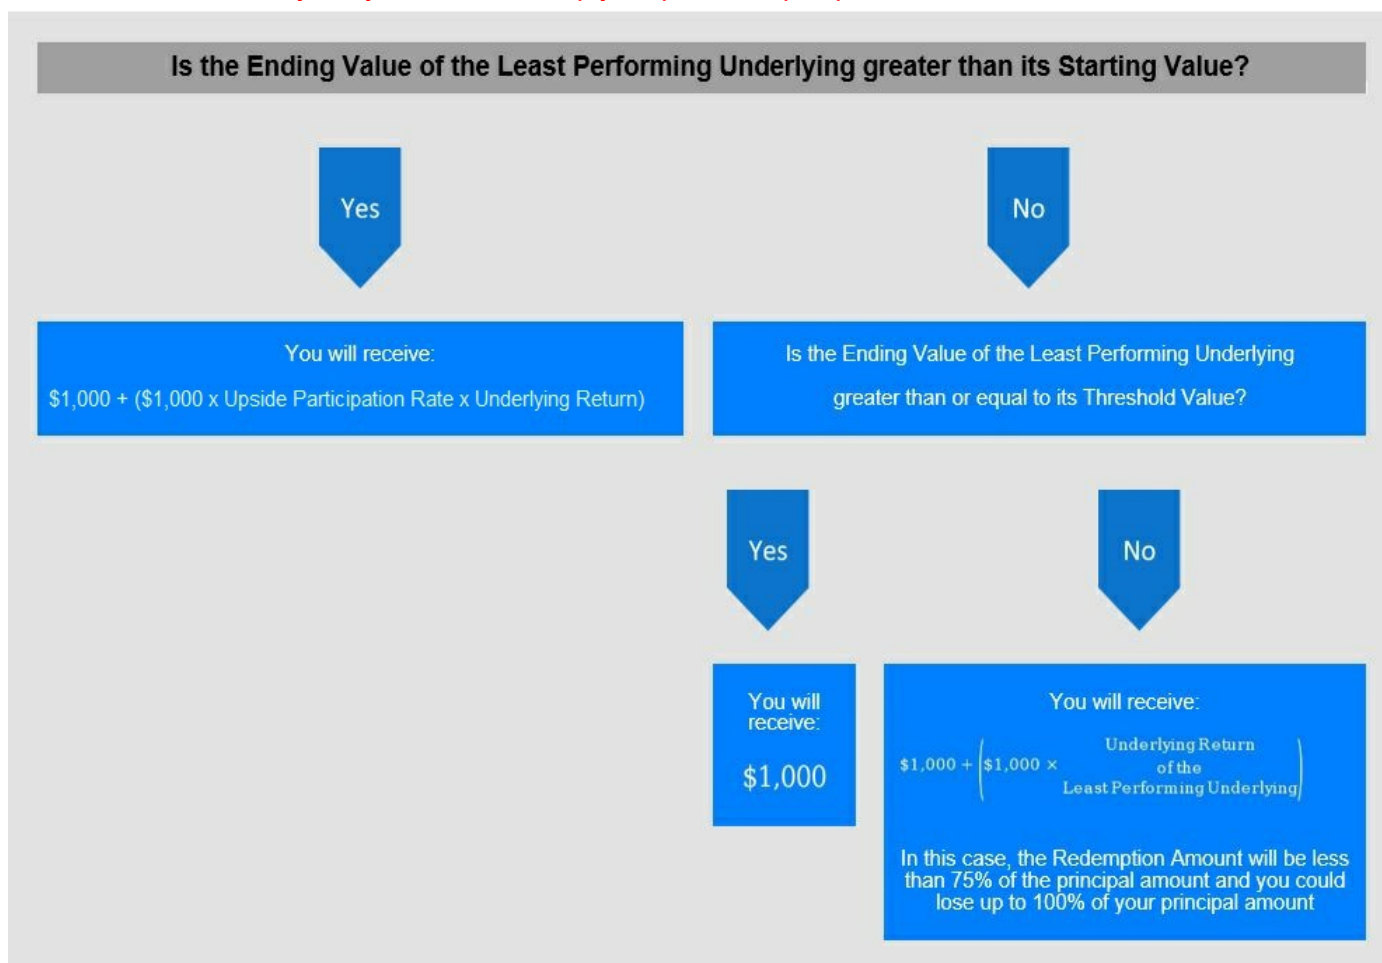 Is the Ending Value of the Least Performing Underlying greater than its Starting Value?
Yes
No
You will receive:
$1,000 + ($1,000 x Upside Participation Rate x Underlying Return)
Is the Ending Value of the Least Performing Underlying
greater than or equal to its Threshold Value?
Yes
No
You will
receive:
$1,000
You will receive:
$1,000 + ($1,000 × Underlying Return
of the
Least Performing Underlying)
In this case, the Redemption Amount will be less
than 75% of the principal amount and you could
lose up to 100% of your principal amount